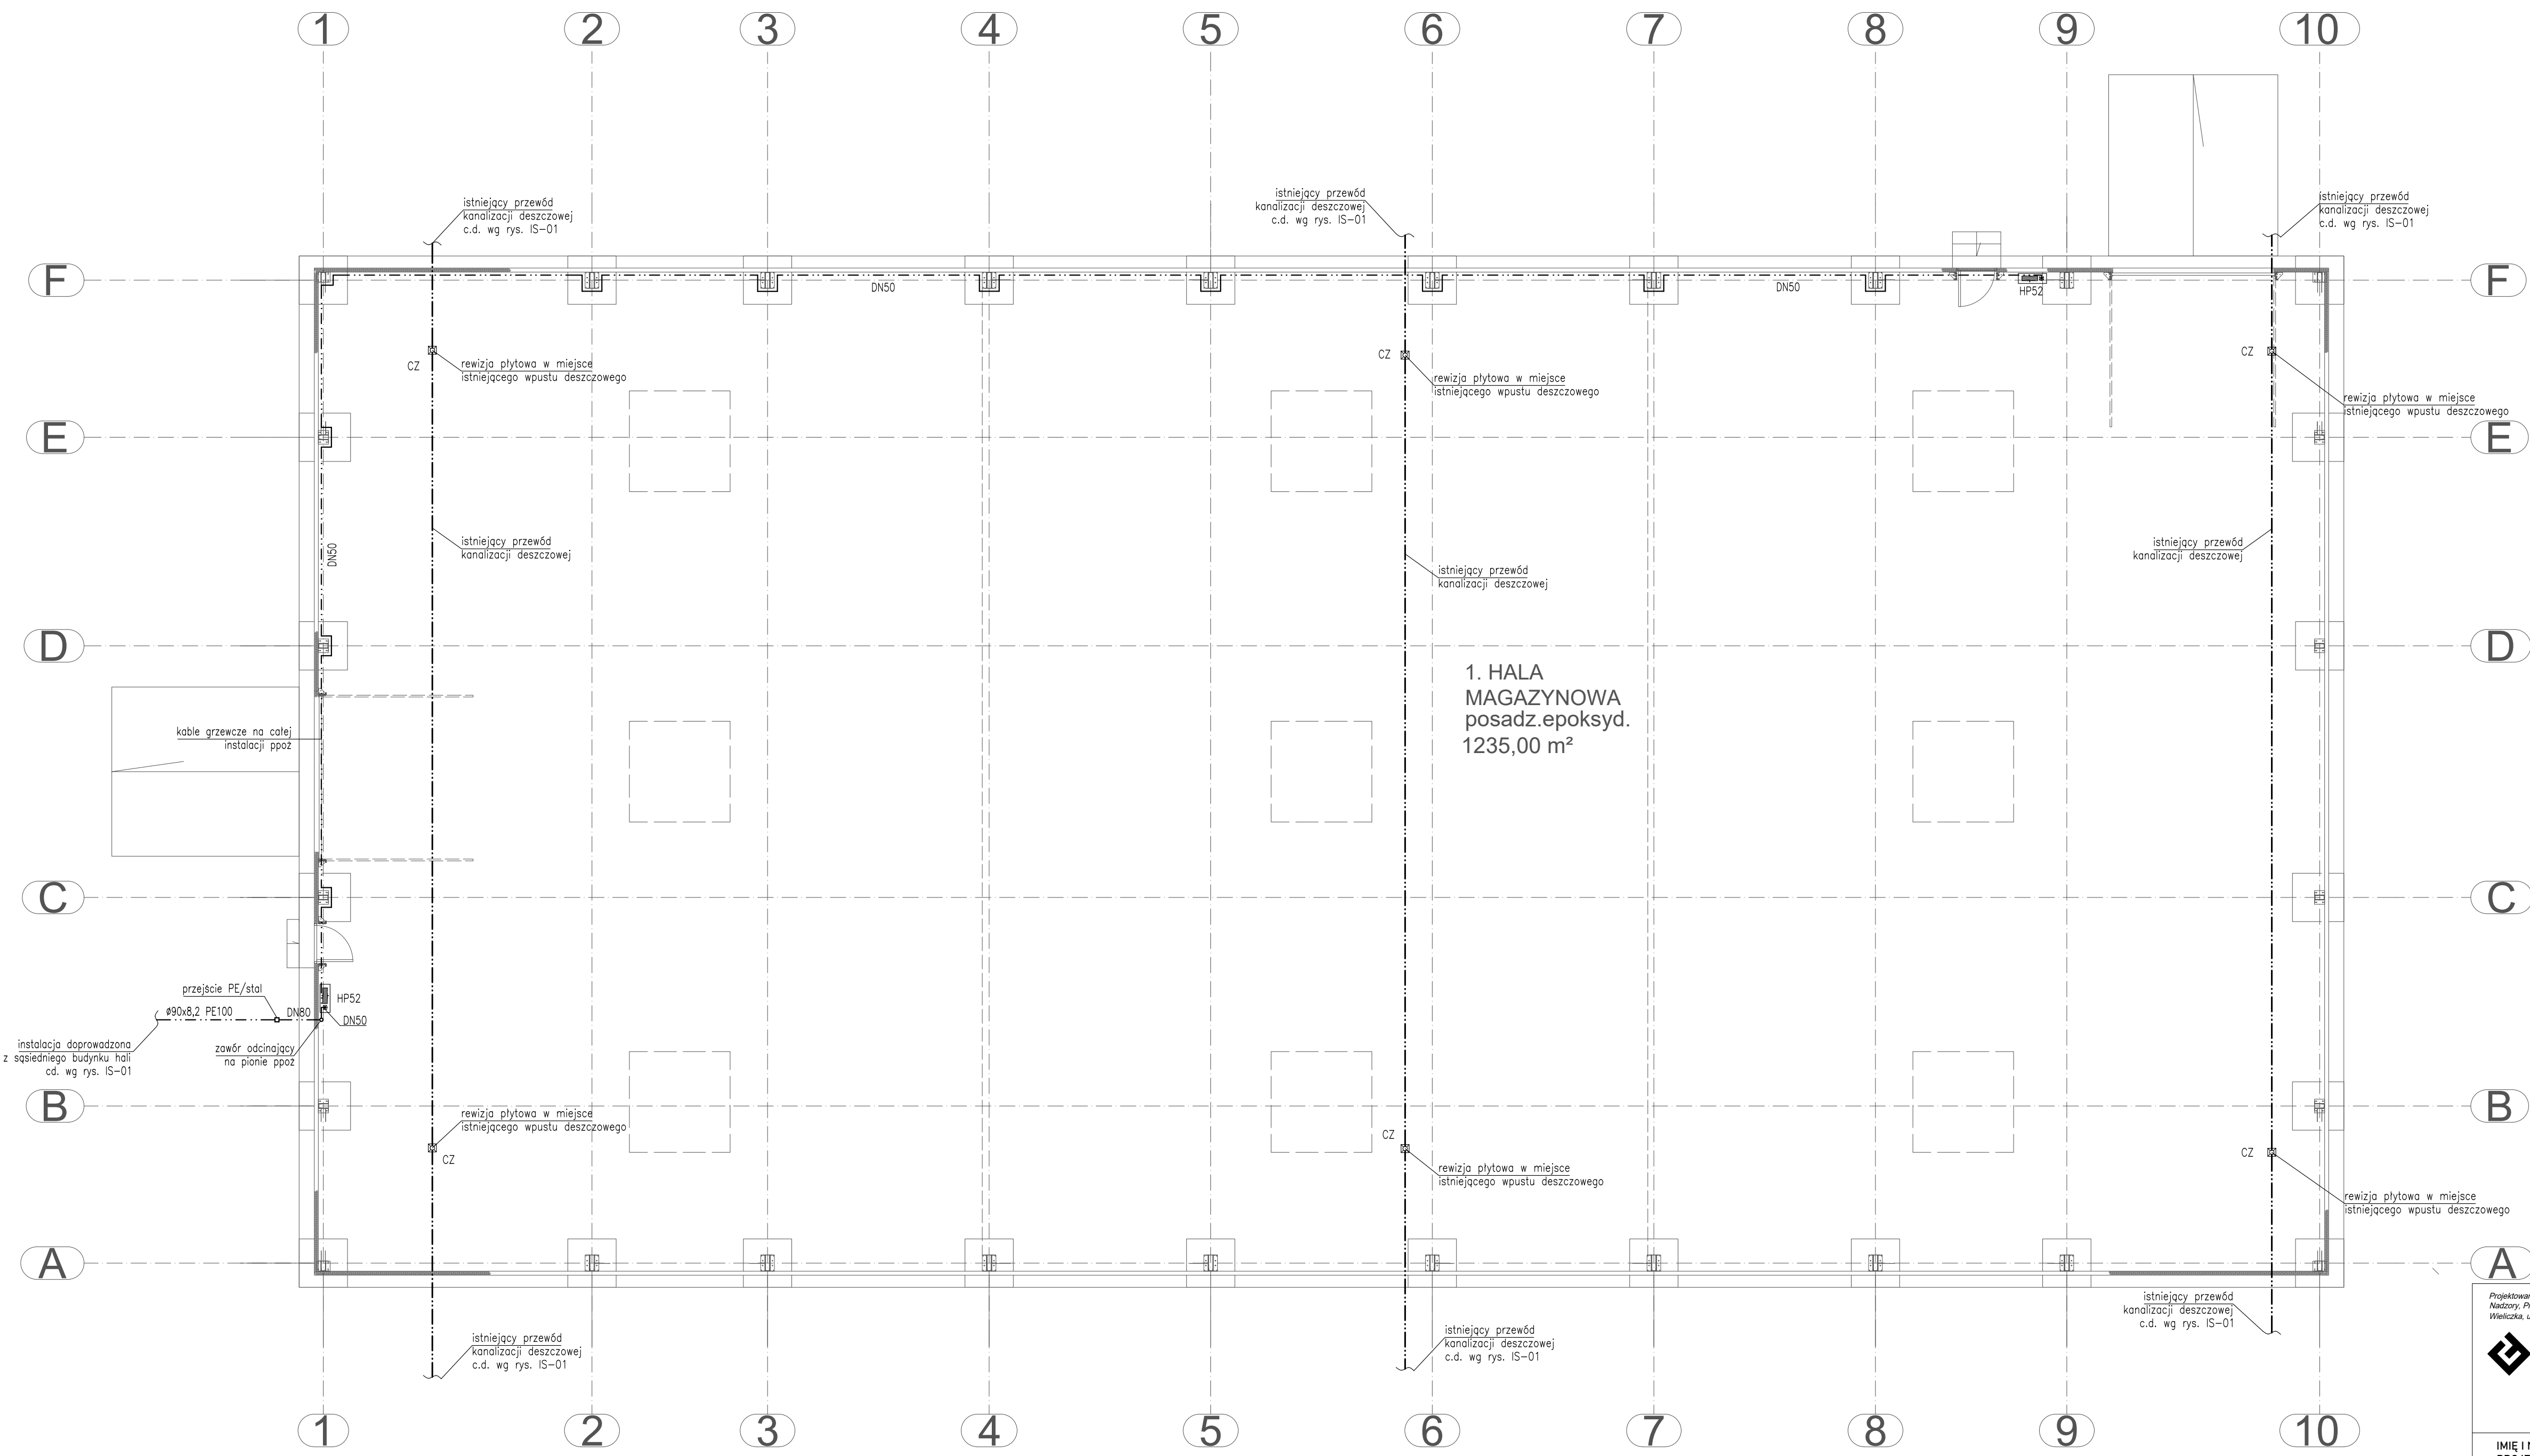 1 2 3 4 5 6 7 8 9 10
istniejący przewód
kanalizacji deszczowej
c.d. wg rys. IS-01
istniejący przewód
kanalizacji deszczowej
c.d. wg rys. IS-01
istniejący przewód
kanalizacji deszczowej
c.d. wg rys. IS-01
F
DN50
DN50
HP52
F
CZ
rewizja płytowa w miejsce
istniejącego wpustu deszczowego
CZ
rewizja płytowa w miejsce
istniejącego wpustu deszczowego
CZ
rewizja płytowa w miejsce
istniejącego wpustu deszczowego
E
E
DN50
istniejący przewód
kanalizacji deszczowej
istniejący przewód
kanalizacji deszczowej
istniejący przewód
kanalizacji deszczowej
D
D
1. HALA
MAGAZYNOWA
posadz.epoksyd.
1235,00 m²
kable grzewcze na całej
instalacji ppoż
C
C
przejście PE/stal
HP52
ø90x8,2 PE100
DN80
DN50
instalacja doprowadzona
z sąsiedniego budynku hali
cd. wg rys. IS-01
zawór odcinający
na pionie ppoż
B
B
rewizja płytowa w miejsce
istniejącego wpustu deszczowego
CZ
CZ
rewizja płytowa w miejsce
istniejącego wpustu deszczowego
CZ
rewizja płytowa w miejsce
istniejącego wpustu deszczowego
A
A
istniejący przewód
kanalizacji deszczowej
c.d. wg rys. IS-01
istniejący przewód
kanalizacji deszczowej
c.d. wg rys. IS-01
istniejący przewód
kanalizacji deszczowej
c.d. wg rys. IS-01
Nadzory,
Wieliczka,
IMIĘ I
1 2 3 4 5 6 7 8 9 10